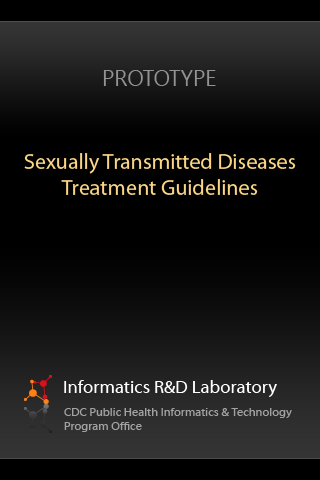 PROTOTYPE
Sexually Transmitted Diseases
Treatment Guidelines
Informatics R&D Laboratory
CDC Public Health Informatics & Technology
Program Office